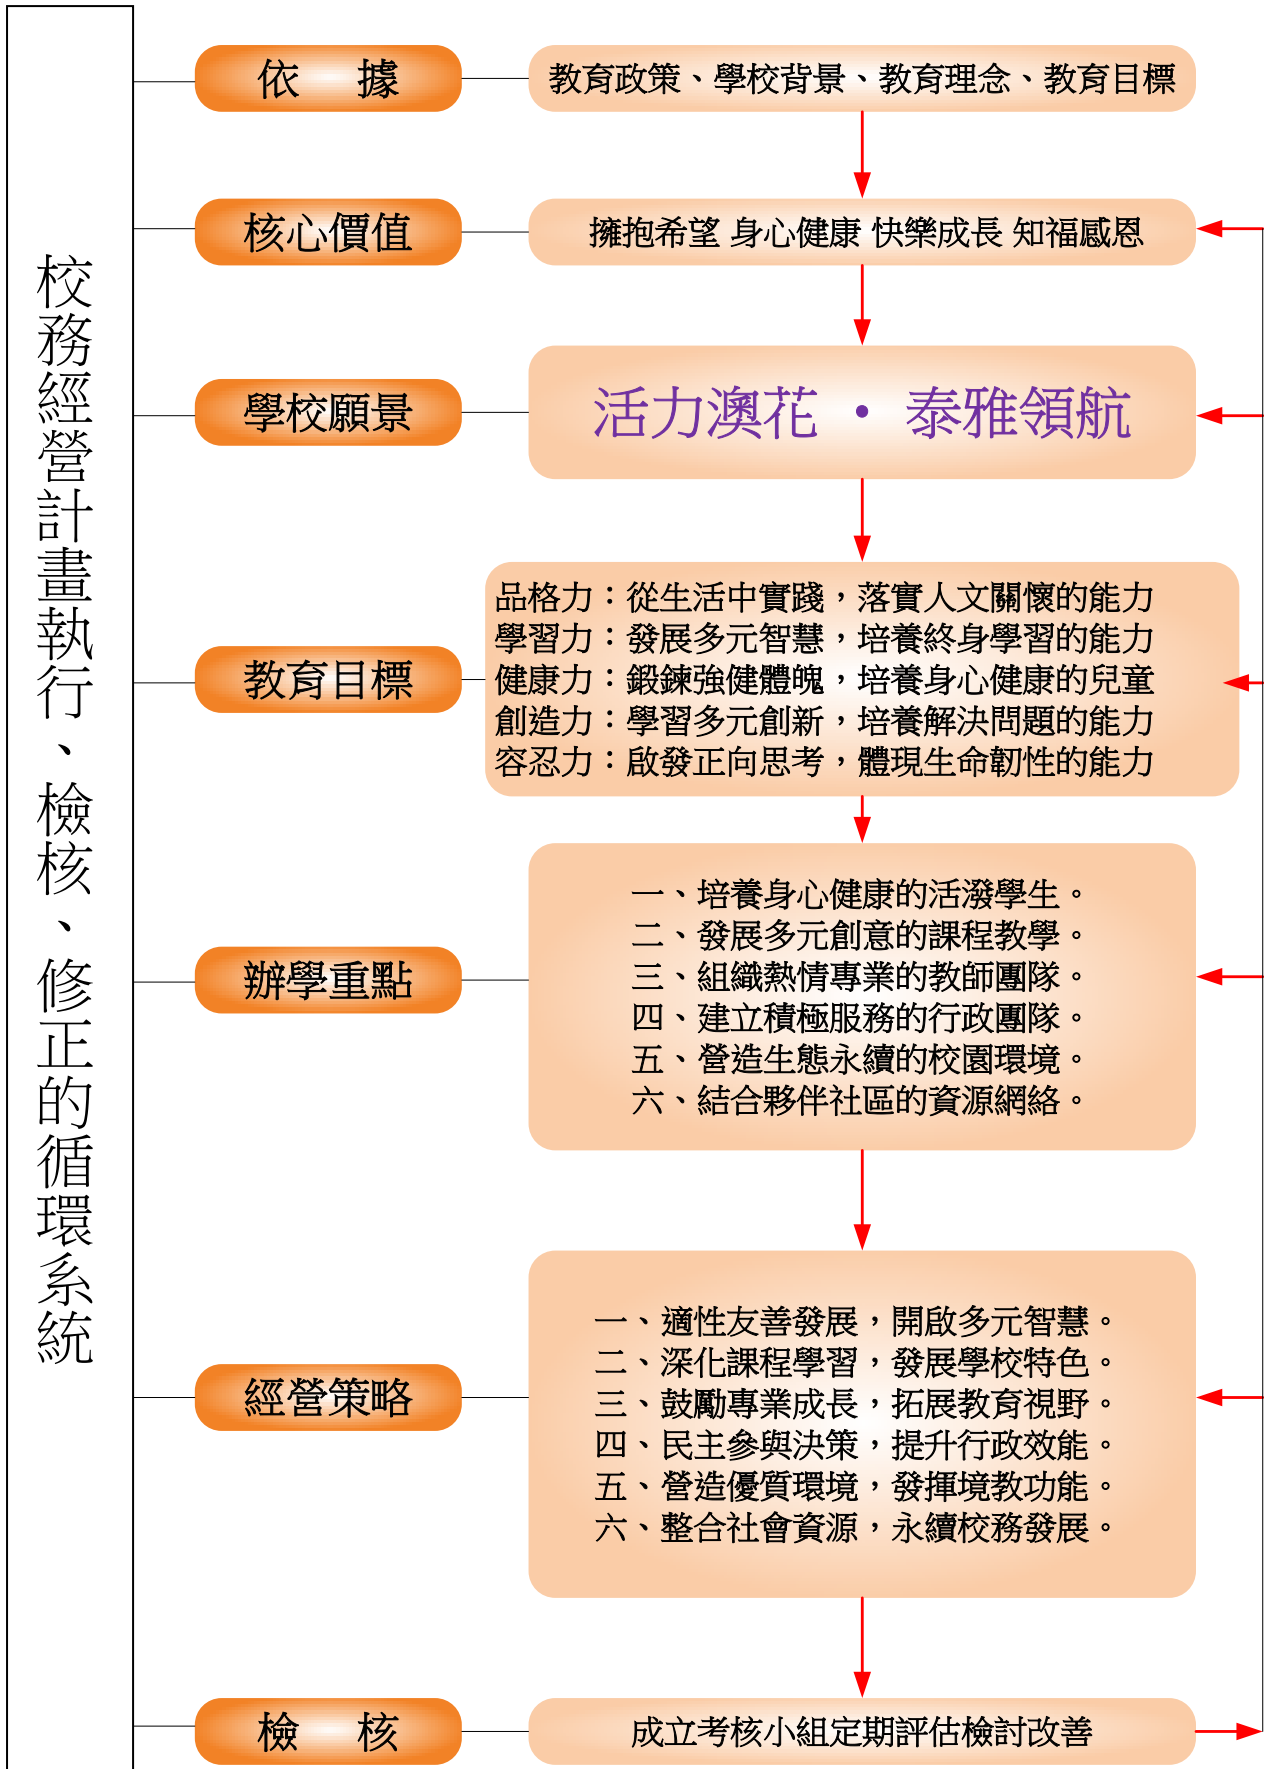 校務經營計畫執行、檢核、修正的循環系統
依　據
教育政策、學校背景、教育理念、教育目標
核心價值
擁抱希望 身心健康 快樂成長 知福感恩
學校願景
活力澳花 ‧ 泰雅領航
教育目標
品格力：從生活中實踐，落實人文關懷的能力
學習力：發展多元智慧，培養終身學習的能力
健康力：鍛鍊強健體魄，培養身心健康的兒童
創造力：學習多元創新，培養解決問題的能力
容忍力：啟發正向思考，體現生命韌性的能力
辦學重點
一、培養身心健康的活潑學生。
二、發展多元創意的課程教學。
三、組織熱情專業的教師團隊。
四、建立積極服務的行政團隊。
五、營造生態永續的校園環境。
六、結合夥伴社區的資源網絡。
經營策略
一、適性友善發展，開啟多元智慧。
二、深化課程學習，發展學校特色。
三、鼓勵專業成長，拓展教育視野。
四、民主參與決策，提升行政效能。
五、營造優質環境，發揮境教功能。
六、整合社會資源，永續校務發展。
檢　核
成立考核小組定期評估檢討改善